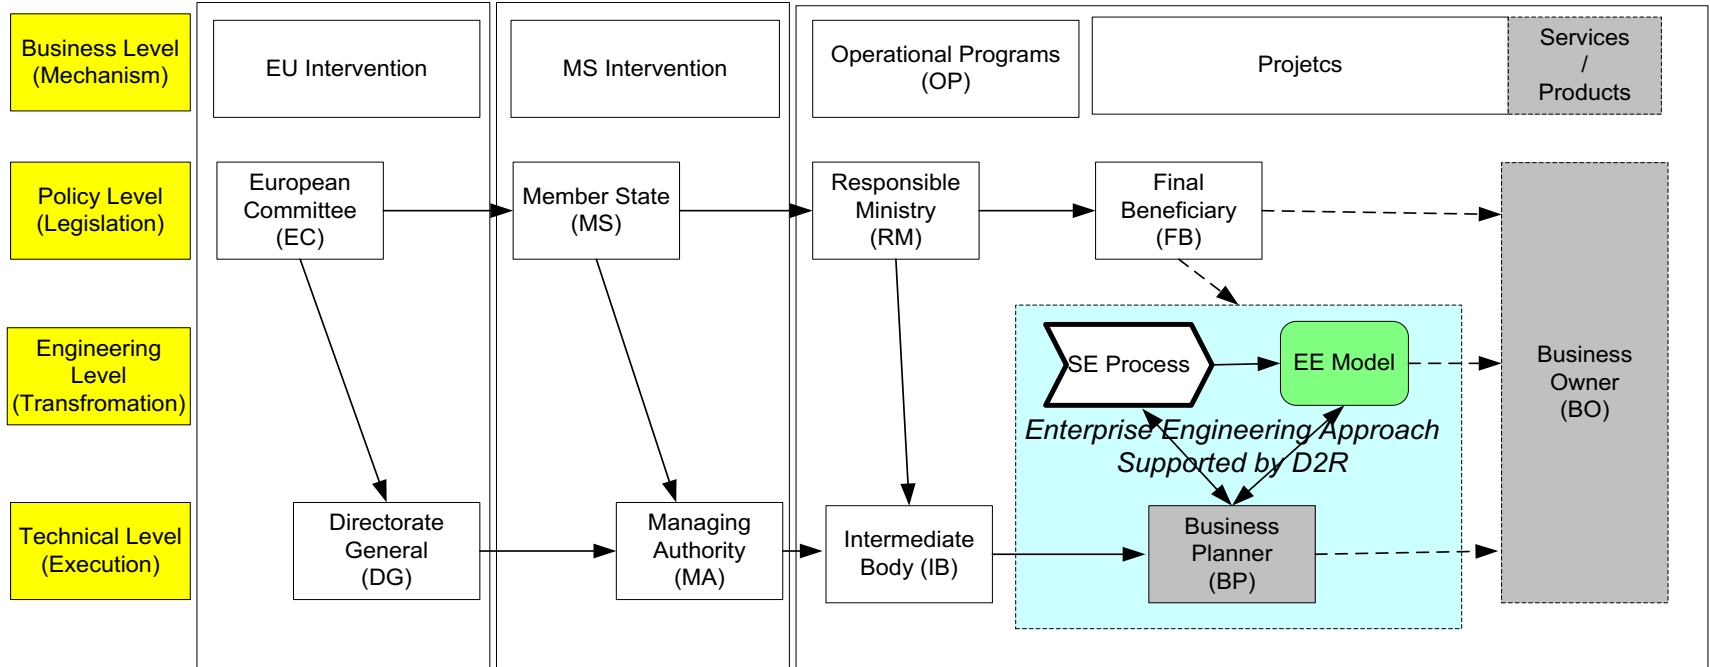 Business Level
(Mechanism)
EU Intervention
MS Intervention
Operational Programs
(OP)
Projetcs
Services
/
Products
Policy Level
(Legislation)
European
Committee
(EC)
Member State
(MS)
Responsible
Ministry
(RM)
Final
Beneficiary
(FB)
Engineering
Level
(Transfromation)
SE Process
EE Model
Business
Owner
(BO)
Enterprise Engineering Approach
Supported by D2R
Technical Level
(Execution)
Directorate
General
(DG)
Managing
Authority
(MA)
Intermediate
Body (IB)
Business
Planner
(BP)